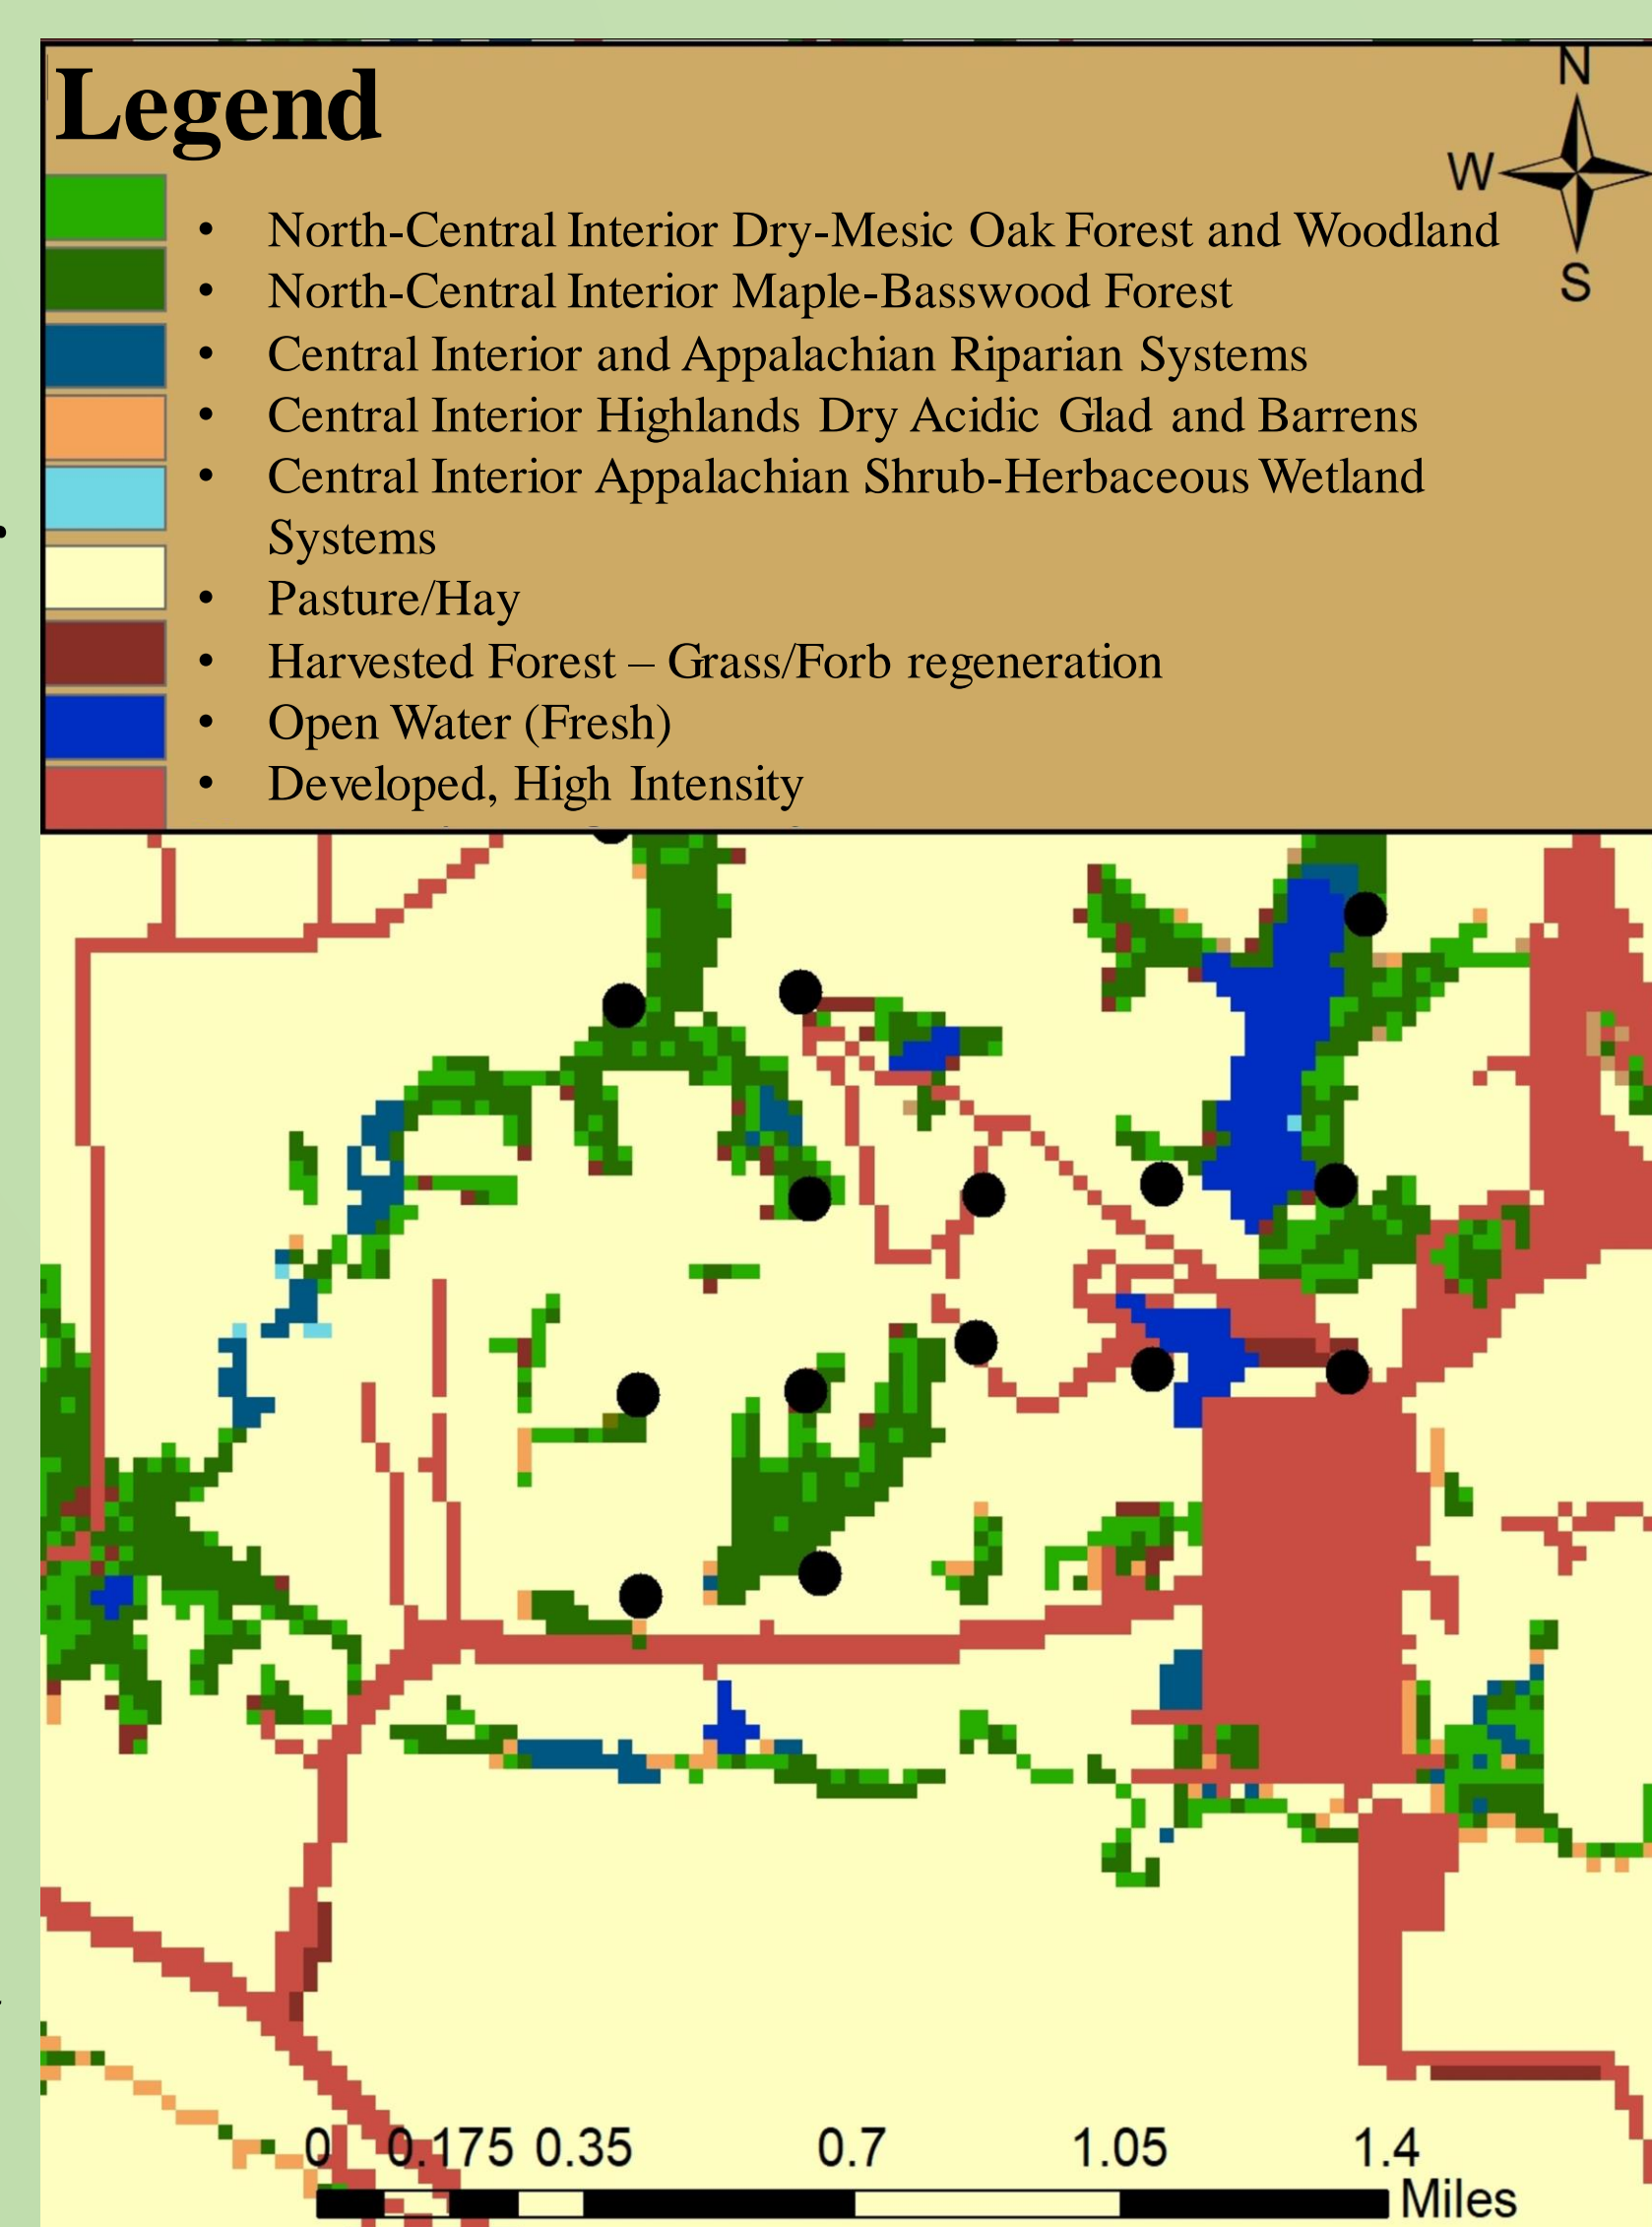 Legend
N
W
S
• North-Central Interior Dry-Mesic Oak Forest and Woodland
• North-Central Interior Maple-Basswood Forest
• Central Interior and Appalachian Riparian Systems
• Central Interior Highlands Dry Acidic Glad and Barrens
• Central Interior Appalachian Shrub-Herbaceous Wetland
Systems
• Pasture/Hay
• Harvested Forest – Grass/Forb regeneration
• Open Water (Fresh)
• Developed, High Intensity
0 0.175 0.35 0.7 1.05 1.4
Miles